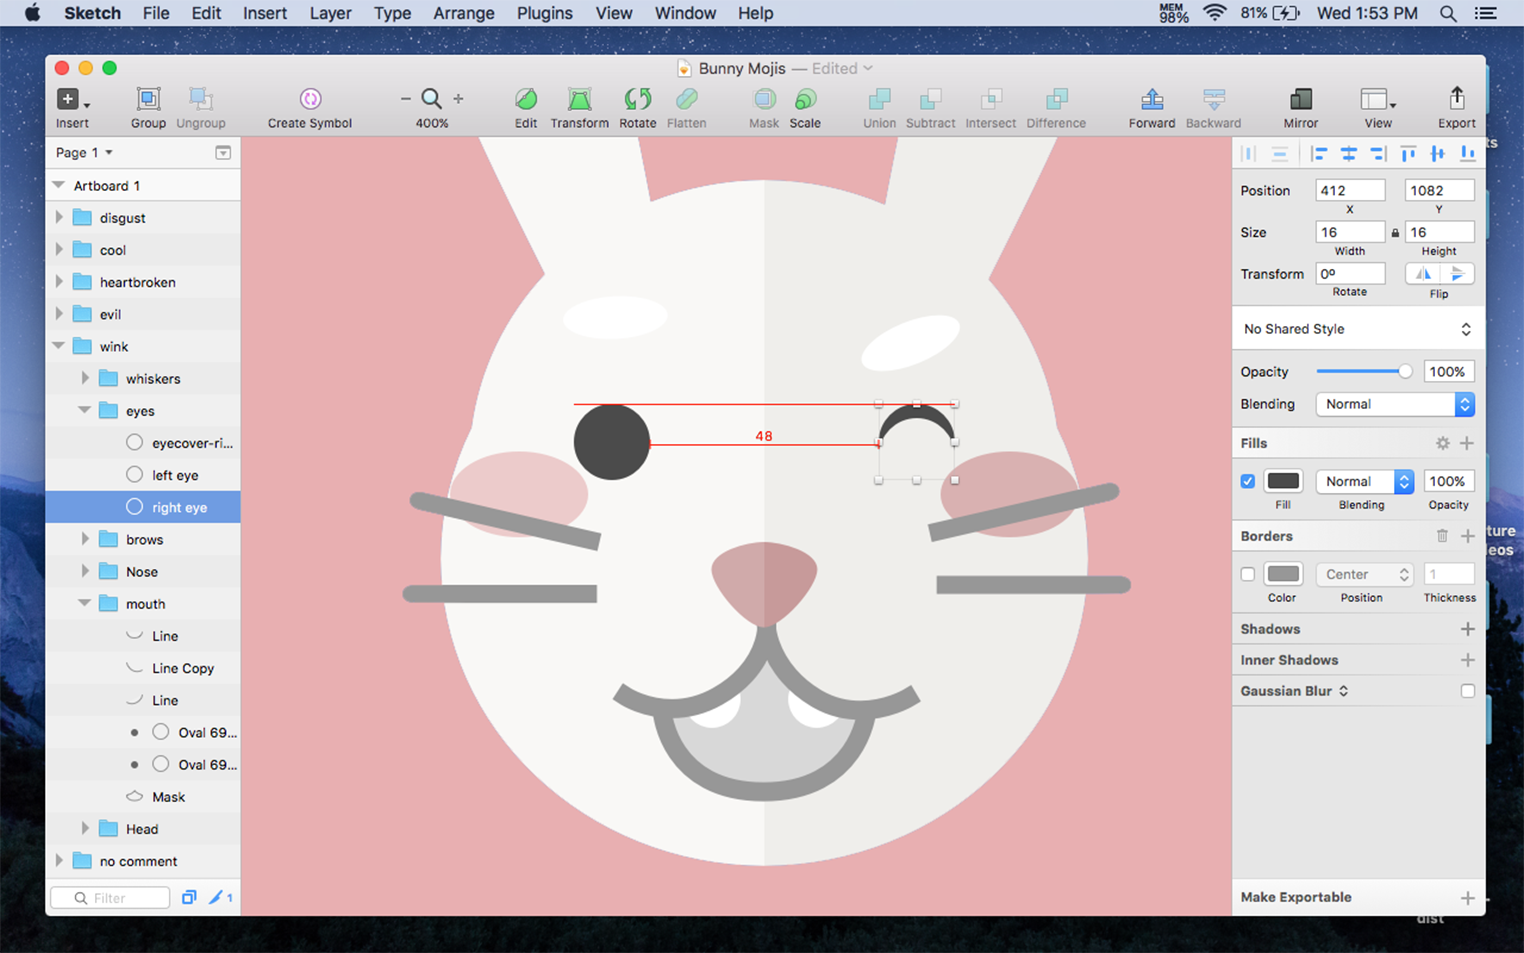 Sketch File Edit Insert Layer Type Arrange Plugins View Window Help
MEM
98%
81%
Wed 1:53 PM
Bunny Mojis — Edited
Insert Group Ungroup Create Symbol 400% Edit Transform Rotate Flatten Mask Scale Union Subtract Intersect Difference Forward Backward Mirror View Export
Page 1
Artboard 1
disgust
cool
heartbroken
evil
wink
whiskers
eyes
eyecover-ri...
left eye
right eye
brows
Nose
mouth
Line
Line Copy
Line
Oval 69...
Oval 69...
Mask
Head
no comment
Filter
1
48
Position 412 1082
X Y
Size 16 16
Width Height
Transform 0º
Rotate Flip
No Shared Style
Opacity 100%
Blending Normal
Fills
Normal 100%
Fill Blending Opacity
Borders
Center 1
Color Position Thickness
Shadows
Inner Shadows
Gaussian Blur
Make Exportable
ts
ture
eos
dist